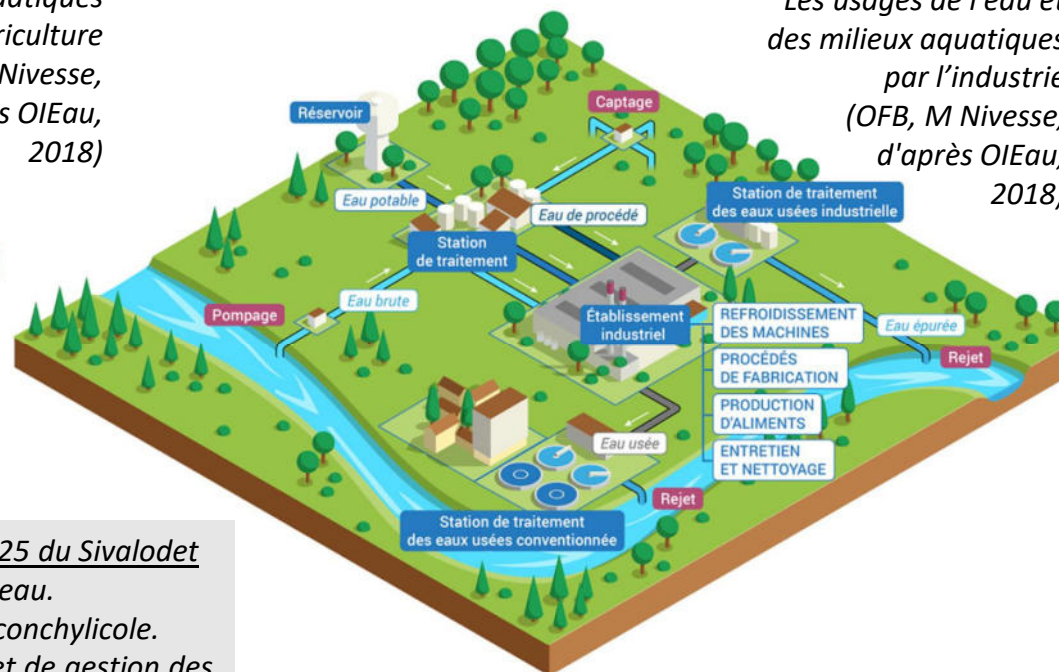 uatiques
riculture
Nivesse,
s OIEau,
2018)
Les usages de l'eau et
des milieux aquatiques
par l'industrie
(OFB, M Nivesse,
d'après OIEau,
2018)
Captage
Réservoir
Eau potable
Eau de procédé
Station de traitement
des eaux usées industrielle
Station
de traitement
Eau brute
Pompage
Établissement
industriel
REFROIDISSEMENT
DES MACHINES
PROCÉDÉS
DE FABRICATION
PRODUCTION
D'ALIMENTS
ENTRETIEN
ET NETTOYAGE
Eau épurée
Rejet
Eau usée
Rejet
Station de traitement
des eaux usées conventionnée
25 du Sivalodet
eau.
conchylicole.
et de gestion des